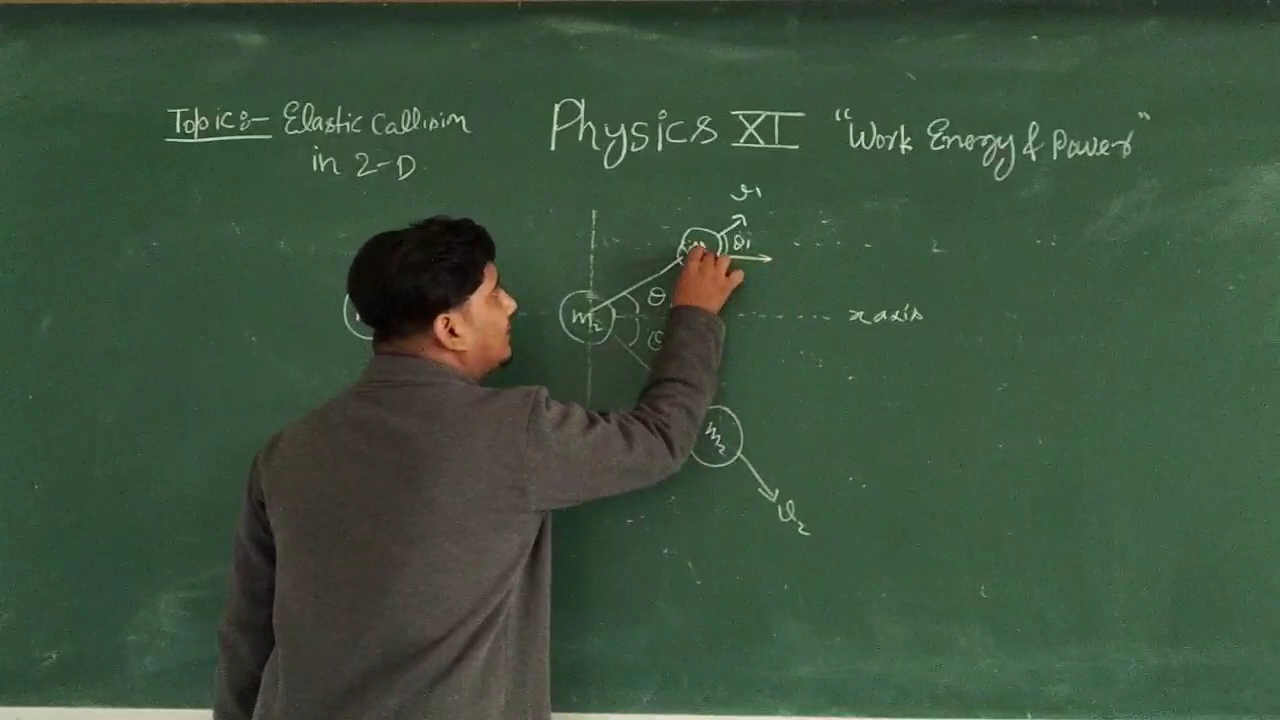 Topic:- Elastic Callision
in 2-D
Physics XI
"Work Energy & Power"
v1
θ1
m2
θ
x axis
m2
v2